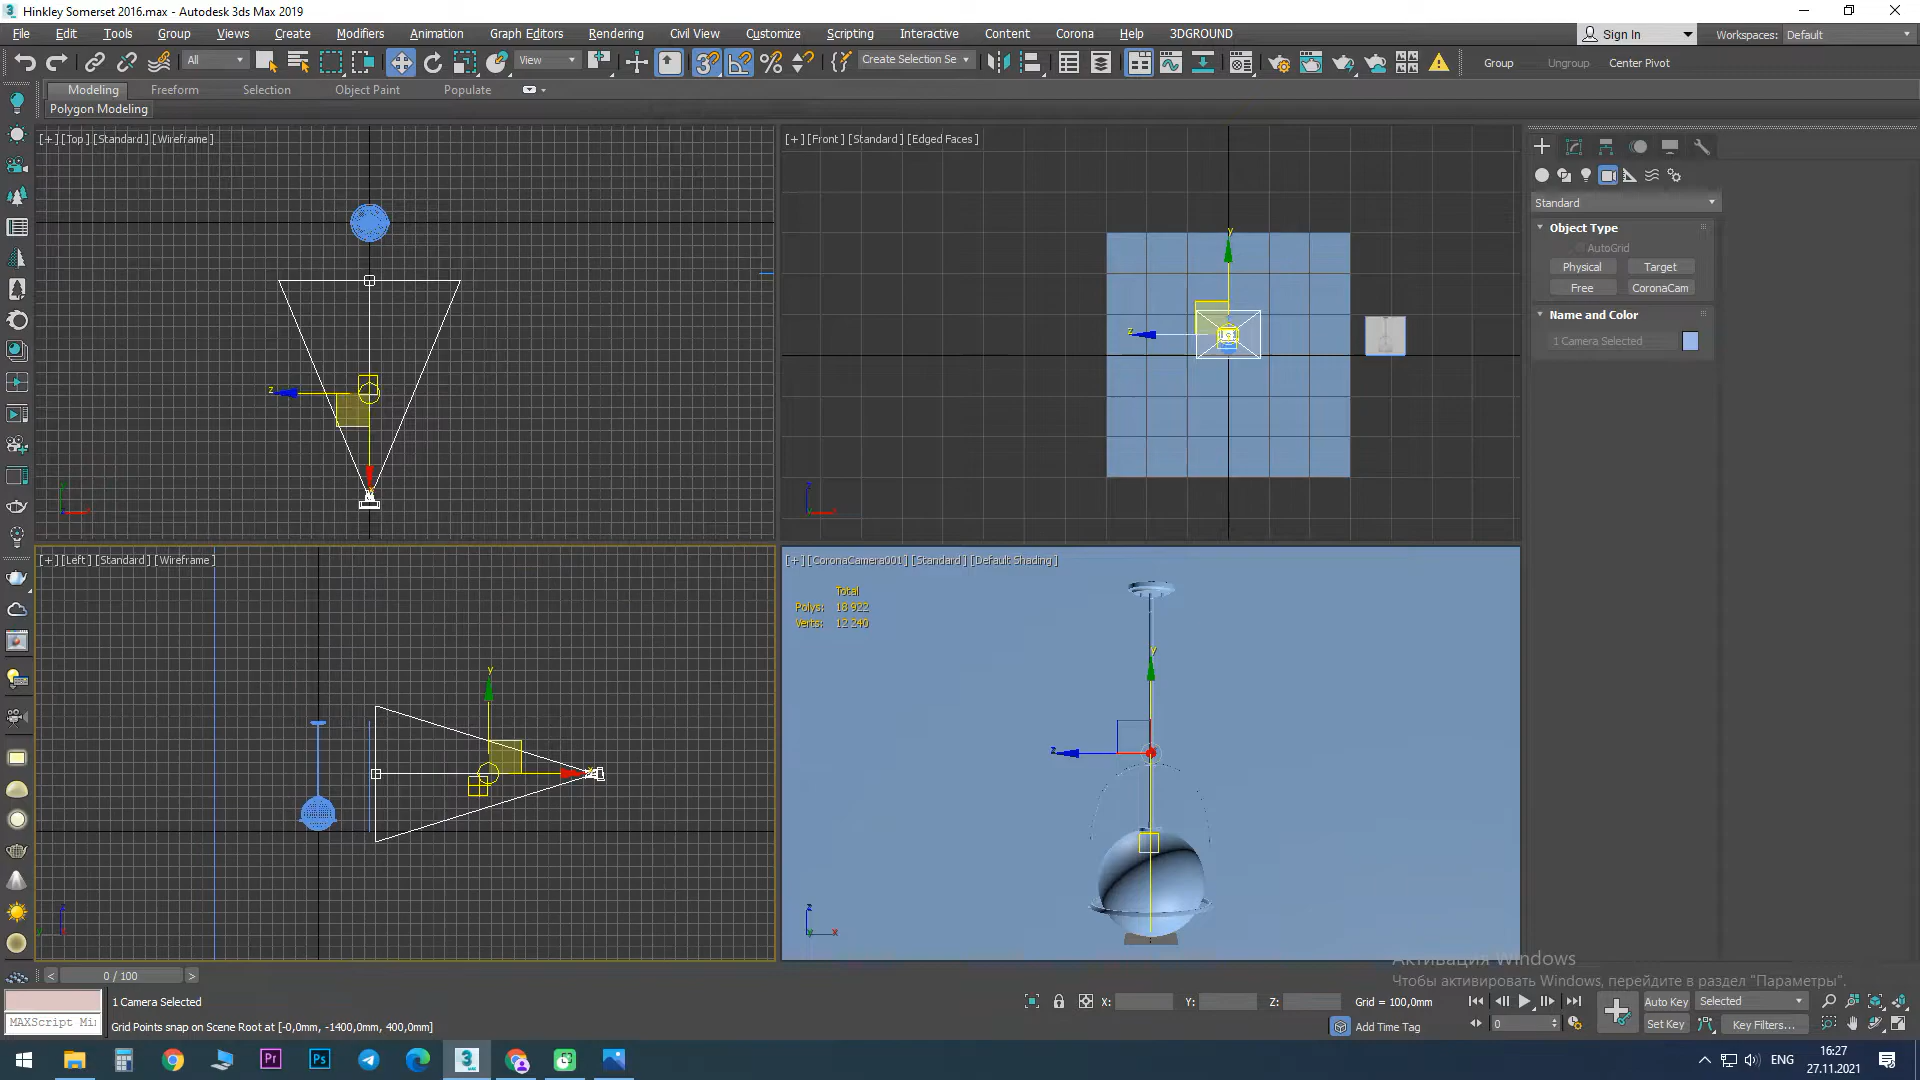 Hinkley Somerset 2016.max - Autodesk 3ds Max 2019
File Edit Tools Group Views Create Modifiers Animation Graph Editors Rendering Civil View Customize Scripting Interactive Content Corona Help 3DGROUND
Sign In
Workspaces: Default
All
View
Create Selection Se
Group Ungroup Center Pivot
Modeling Freeform Selection Object Paint Populate
Polygon Modeling
[+] [Top] [Standard] [Wireframe]
[+] [Front] [Standard] [Edged Faces]
Standard
Object Type
AutoGrid
Physical Target
Free CoronaCam
Name and Color
1 Camera Selected
[+] [Left] [Standard] [Wireframe]
[+] [CoronaCamera001] [Standard] [Default Shading]
Total
Polys: 18 922
Verts: 12 240
Активация Windows
Чтобы активировать Windows, перейдите в раздел "Параметры".
0 / 100
1 Camera Selected
X: Y: Z: Grid = 100,0mm
Auto Key Selected
MAXScript Mi
Grid Points snap on Scene Root at [-0,0mm, -1400,0mm, 400,0mm]
Add Time Tag
0
Set Key Key Filters...
ENG
16:27
27.11.2021